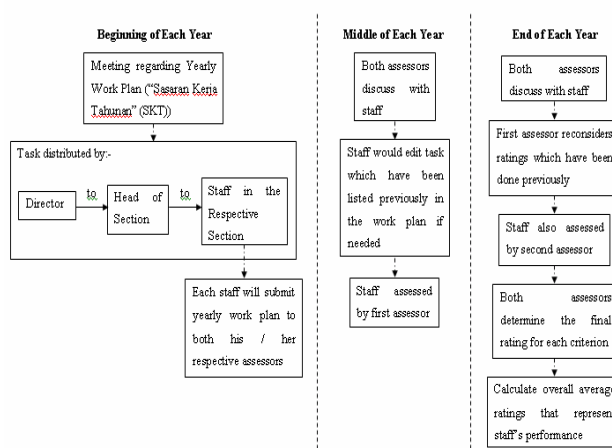 Beginning of Each Year
Meeting regarding Yearly
Work Plan ("Sasaran Kerja
Tahunan" (SKT))
Task distributed by:-
Director
to
Head of
Section
to
Staff in the
Respective
Section
Each staff will submit
yearly work plan to
both his / her
respective assessors
Middle of Each Year
Both assessors
discuss with
staff
Staff would edit task
which have been
listed previously in
the work plan if
needed
Staff assessed
by first assessor
End of Each Year
Both assessors
discuss with staff
First assessor reconsiders
ratings which have been
done previously
Staff also assessed
by second assessor
Both assessors
determine the final
rating for each criterion
Calculate overall average
ratings that represent
staff's performance